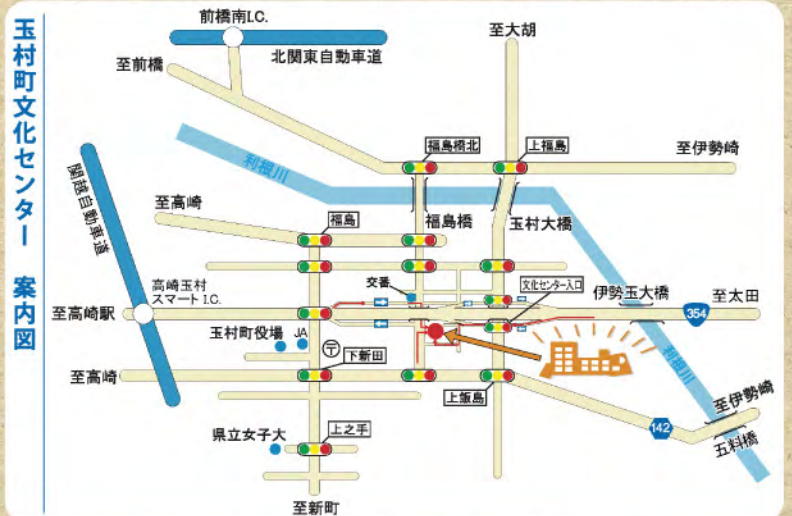 玉村町文化センター　案内図
前橋南I.C.
北関東自動車道
至大胡
至前橋
福島橋北
上福島
至伊勢崎
利根川
関越自動車道
至高崎
福島
福島橋
玉村大橋
交番
文化センター入口
高崎玉村
スマートI.C.
伊勢玉大橋
至太田
至高崎駅
354
玉村町役場
JA
〒
下新田
利根川
至高崎
上飯島
至伊勢崎
142
五料橋
県立女子大
上之手
至新町